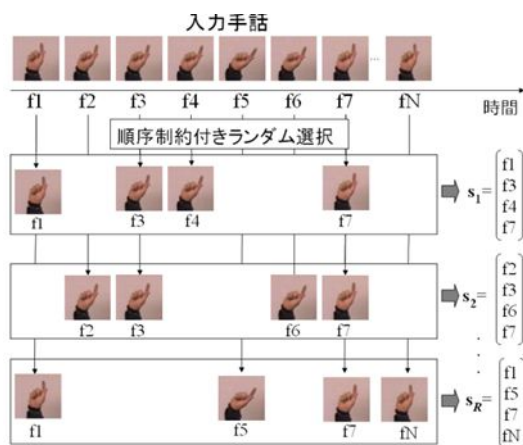 入力手話
…
f1 f2 f3 f4 f5 f6 f7 fN
時間
順序制約付きランダム選択
f1 f3 f4 f7
s1= f1 f3 f4 f7
f2 f3 f6 f7
s2= f2 f3 f6 f7
f1 f5 f7 fN
sR= f1 f5 f7 fN